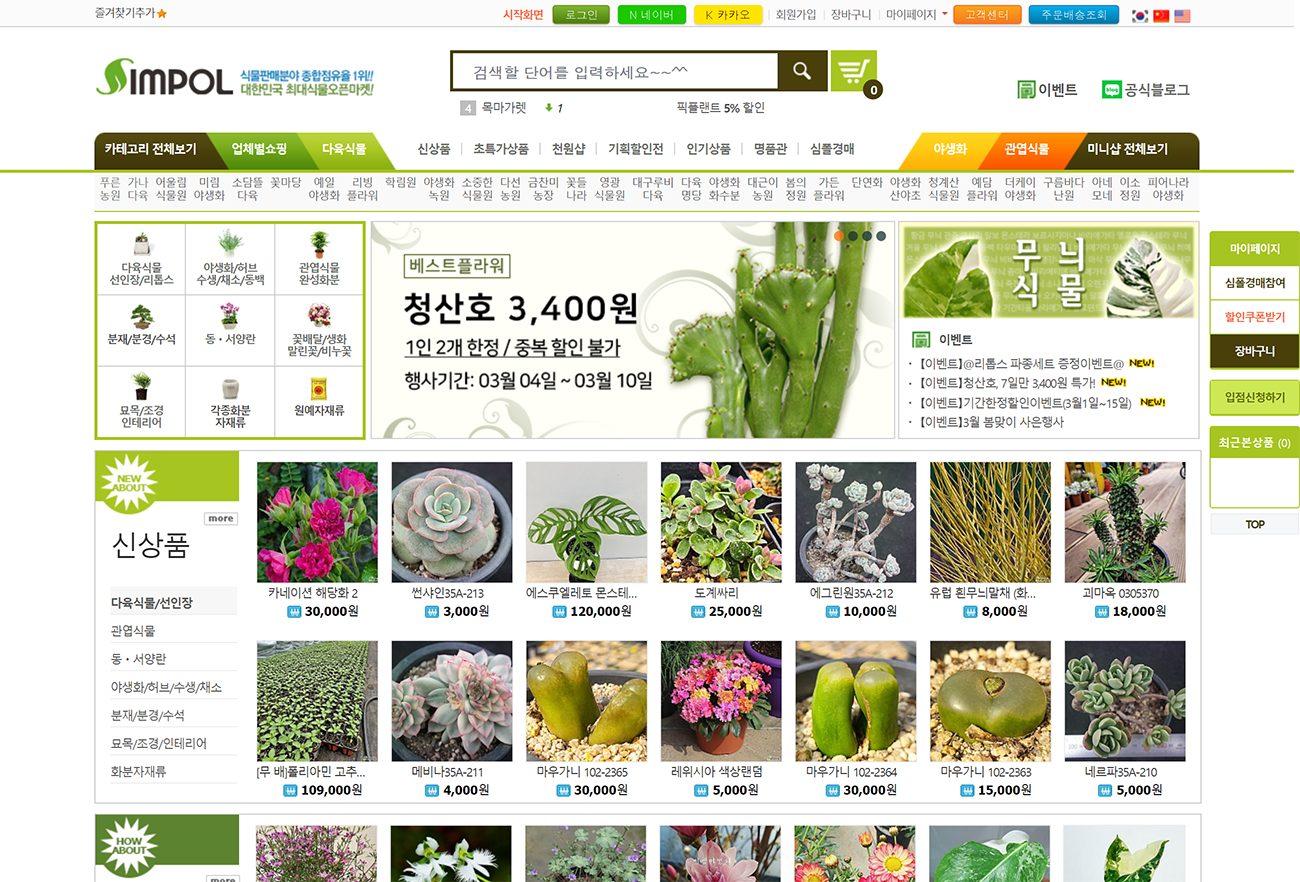 즐겨찾기추가
시작화면 로그인 N 네이버 K 카카오 회원가입 장바구니 마이페이지 고객센터 주문배송조회
SIMPOL 식물판매분야 종합점유율 1위!!
대한민국 최대식물오픈마켓!
검색할 단어를 입력하세요~~^^
0
4 목마가렛 1 픽플랜트 5% 할인
이벤트 blog 공식블로그
카테고리 전체보기 업체별쇼핑 다육식물 신상품 초특가상품 천원샵 기획할인전 인기상품 명품관 심폴경매 야생화 관엽식물 미니샵 전체보기
푸른 가나 어울림 미림 소담뜰 꽃마당 예일 리빙 학림원 야생화 소중한 다선 금잔미 꽃들 영광 대구루비 다육 야생화 대근이 봄의 가든 단연화 야생화 청계산 예담 더케이 구름바다 아네 이소 피어나라
농원 다육 식물원 야생화 다육 야생화 플라워 녹원 식물원 농원 농장 나라 식물원 다육 명당 화수분 농원 정원 플라워 산야초 식물원 플라워 야생화 난원 모네 정원 야생화
다육식물 야생화/허브 관엽식물
선인장/리톱스 수생/채소/동백 완성화분
분재/분경/수석 동·서양란 꽃배달/생화
말린꽃/비누꽃
묘목/조경 각종화분 원예자재류
인테리어 자재류
베스트플라워
청산호 3,400원
1인 2개 한정 / 중복 할인 불가
행사기간: 03월 04일 ~ 03월 10일
무늬
식물
이벤트
· 【이벤트】@리톱스 파종세트 증정이벤트@ NEW!
· 【이벤트】청산호, 7일만 3,400원 특가! NEW!
· 【이벤트】기간한정할인이벤트(3월1일~15일) NEW!
· 【이벤트】3월 봄맞이 사은행사
마이페이지
심폴경매참여
할인쿠폰받기
장바구니
입점신청하기
최근본상품 (0)
TOP
NEW
ABOUT
more
신상품
다육식물/선인장
관엽식물
동·서양란
야생화/허브/수생/채소
분재/분경/수석
묘목/조경/인테리어
화분자재류
카네이션 해당화 2 썬샤인35A-213 에스쿠엘레토 몬스테... 도계싸리 에그린원35A-212 유럽 흰무늬말채 (화... 괴마옥 0305370
₩ 30,000원 ₩ 3,000원 ₩ 120,000원 ₩ 25,000원 ₩ 10,000원 ₩ 8,000원 ₩ 18,000원
[무 배]폴리아민 고추... 메비나35A-211 마우가니 102-2365 레위시아 색상랜덤 마우가니 102-2364 마우가니 102-2363 네르파35A-210
₩ 109,000원 ₩ 4,000원 ₩ 30,000원 ₩ 5,000원 ₩ 30,000원 ₩ 15,000원 ₩ 5,000원
HOW
ABOUT
more